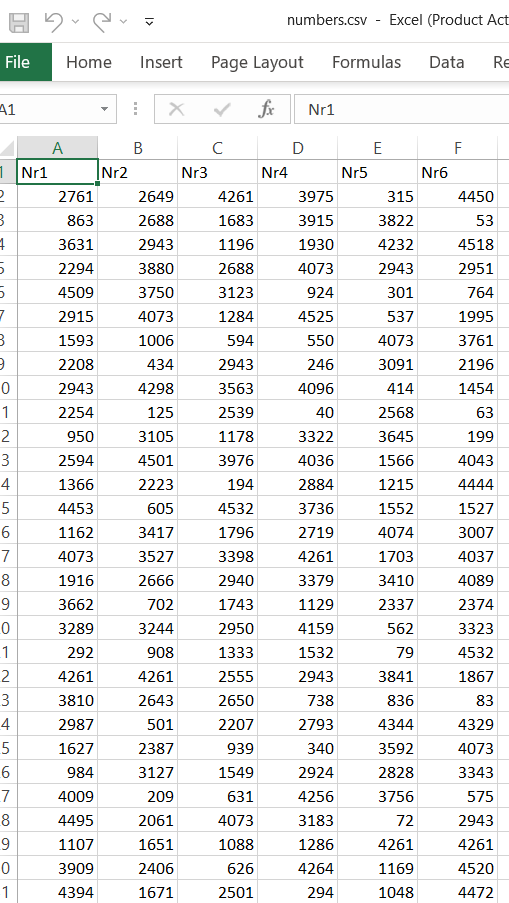 numbers.csv - Excel (Product Act
File Home Insert Page Layout Formulas Data Re
A1 fx Nr1
A B C D E F
1 Nr1 Nr2 Nr3 Nr4 Nr5 Nr6
2 2761 2649 4261 3975 315 4450
3 863 2688 1683 3915 3822 53
4 3631 2943 1196 1930 4232 4518
5 2294 3880 2688 4073 2943 2951
6 4509 3750 3123 924 301 764
7 2915 4073 1284 4525 537 1995
8 1593 1006 594 550 4073 3761
9 2208 434 2943 246 3091 2196
0 2943 4298 3563 4096 414 1454
1 2254 125 2539 40 2568 63
2 950 3105 1178 3322 3645 199
3 2594 4501 3976 4036 1566 4043
4 1366 2223 194 2884 1215 4444
5 4453 605 4532 3736 1552 1527
6 1162 3417 1796 2719 4074 3007
7 4073 3527 3398 4261 1703 4037
8 1916 2666 2940 3379 3410 4089
9 3662 702 1743 1129 2337 2374
0 3289 3244 2950 4159 562 3323
1 292 908 1333 1532 79 4532
2 4261 4261 2555 2943 3841 1867
3 3810 2643 2650 738 836 83
4 2987 501 2207 2793 4344 4329
5 1627 2387 939 340 3592 4073
6 984 3127 1549 2924 2828 3343
7 4009 209 631 4256 3756 575
8 4495 2061 4073 3183 72 2943
9 1107 1651 1088 1286 4261 4261
0 3909 2406 626 4264 1169 4520
1 4394 1671 2501 294 1048 4472